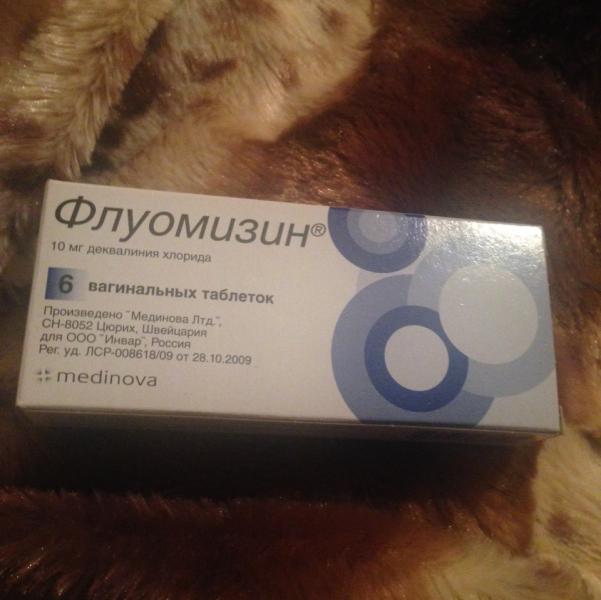 Флуомизин®
10 мг деквалиния хлорида
6 вагинальных таблеток
Произведено "Мединова Лтд.",
СН-8052 Цюрих, Швейцария
для ООО "Инвар", Россия
Рег. уд. ЛСР-008618/09 от 28.10.2009
medinova